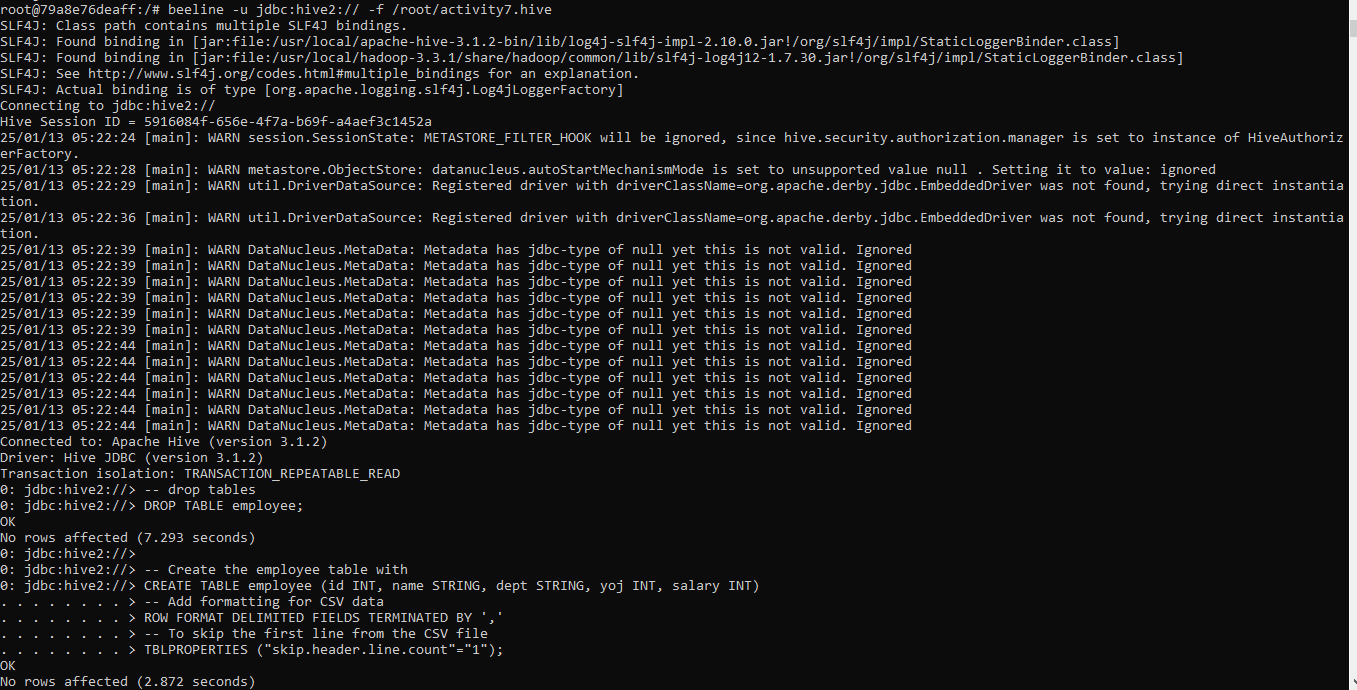 root@79a8e76deaff:/# beeline -u jdbc:hive2:// -f /root/activity7.hive
SLF4J: Class path contains multiple SLF4J bindings.
SLF4J: Found binding in [jar:file:/usr/local/apache-hive-3.1.2-bin/lib/log4j-slf4j-impl-2.10.0.jar!/org/slf4j/impl/StaticLoggerBinder.class]
SLF4J: Found binding in [jar:file:/usr/local/hadoop-3.3.1/share/hadoop/common/lib/slf4j-log4j12-1.7.30.jar!/org/slf4j/impl/StaticLoggerBinder.class]
SLF4J: See http://www.slf4j.org/codes.html#multiple_bindings for an explanation.
SLF4J: Actual binding is of type [org.apache.logging.slf4j.Log4jLoggerFactory]
Connecting to jdbc:hive2://
Hive Session ID = 5916084f-656e-4f7a-b69f-a4aef3c1452a
25/01/13 05:22:24 [main]: WARN session.SessionState: METASTORE_FILTER_HOOK will be ignored, since hive.security.authorization.manager is set to instance of HiveAuthoriz
erFactory.
25/01/13 05:22:28 [main]: WARN metastore.ObjectStore: datanucleus.autoStartMechanismMode is set to unsupported value null . Setting it to value: ignored
25/01/13 05:22:29 [main]: WARN util.DriverDataSource: Registered driver with driverClassName=org.apache.derby.jdbc.EmbeddedDriver was not found, trying direct instantia
tion.
25/01/13 05:22:36 [main]: WARN util.DriverDataSource: Registered driver with driverClassName=org.apache.derby.jdbc.EmbeddedDriver was not found, trying direct instantia
tion.
25/01/13 05:22:39 [main]: WARN DataNucleus.MetaData: Metadata has jdbc-type of null yet this is not valid. Ignored
25/01/13 05:22:39 [main]: WARN DataNucleus.MetaData: Metadata has jdbc-type of null yet this is not valid. Ignored
25/01/13 05:22:39 [main]: WARN DataNucleus.MetaData: Metadata has jdbc-type of null yet this is not valid. Ignored
25/01/13 05:22:39 [main]: WARN DataNucleus.MetaData: Metadata has jdbc-type of null yet this is not valid. Ignored
25/01/13 05:22:39 [main]: WARN DataNucleus.MetaData: Metadata has jdbc-type of null yet this is not valid. Ignored
25/01/13 05:22:39 [main]: WARN DataNucleus.MetaData: Metadata has jdbc-type of null yet this is not valid. Ignored
25/01/13 05:22:44 [main]: WARN DataNucleus.MetaData: Metadata has jdbc-type of null yet this is not valid. Ignored
25/01/13 05:22:44 [main]: WARN DataNucleus.MetaData: Metadata has jdbc-type of null yet this is not valid. Ignored
25/01/13 05:22:44 [main]: WARN DataNucleus.MetaData: Metadata has jdbc-type of null yet this is not valid. Ignored
25/01/13 05:22:44 [main]: WARN DataNucleus.MetaData: Metadata has jdbc-type of null yet this is not valid. Ignored
25/01/13 05:22:44 [main]: WARN DataNucleus.MetaData: Metadata has jdbc-type of null yet this is not valid. Ignored
25/01/13 05:22:44 [main]: WARN DataNucleus.MetaData: Metadata has jdbc-type of null yet this is not valid. Ignored
Connected to: Apache Hive (version 3.1.2)
Driver: Hive JDBC (version 3.1.2)
Transaction isolation: TRANSACTION_REPEATABLE_READ
0: jdbc:hive2://> -- drop tables
0: jdbc:hive2://> DROP TABLE employee;
OK
No rows affected (7.293 seconds)
0: jdbc:hive2://>
0: jdbc:hive2://> -- Create the employee table with
0: jdbc:hive2://> CREATE TABLE employee (id INT, name STRING, dept STRING, yoj INT, salary INT)
. . . . . . . . > -- Add formatting for CSV data
. . . . . . . . > ROW FORMAT DELIMITED FIELDS TERMINATED BY ','
. . . . . . . . > -- To skip the first line from the CSV file
. . . . . . . . > TBLPROPERTIES ("skip.header.line.count"="1");
OK
No rows affected (2.872 seconds)